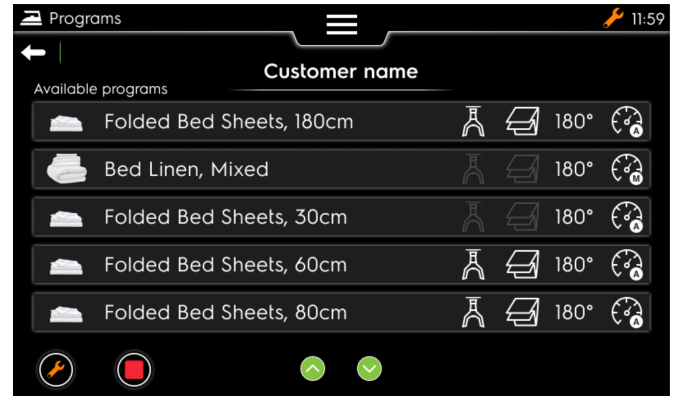 Programs
11:59
Customer name
Available programs
Folded Bed Sheets, 180cm 180° A
Bed Linen, Mixed 180° M
Folded Bed Sheets, 30cm 180° A
Folded Bed Sheets, 60cm 180° A
Folded Bed Sheets, 80cm 180° A